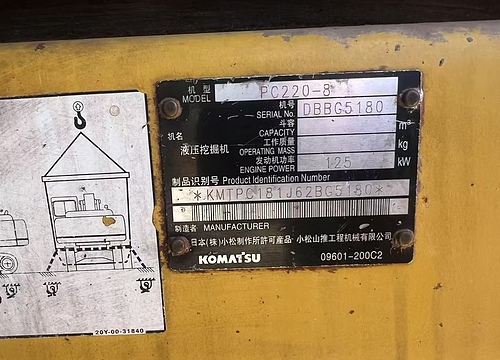 机 型
MODEL
PC220-8
机号
SERIAL No.
DBBG5180
斗容
CAPACITY
m³
机名
液压挖掘机
工作质量
OPERATING MASS
kg
发动机功率
ENGINE POWER
125
kW
制品识别号 Product Identification Number
*KMTPC181J62BG5180*
制造者 MANUFACTURER
日本(株)小松制作所許可産品 小松山推工程机械有限公司
KOMATSU
09601-200C2
20Y-00-31840